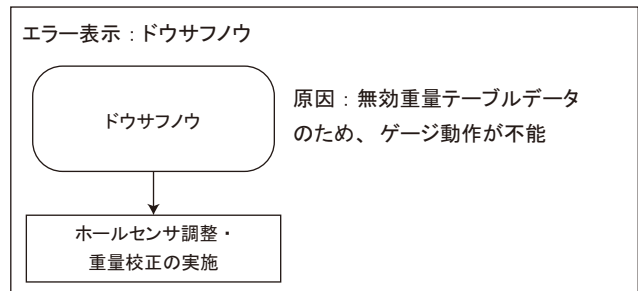 エラー表示：ドウサフノウ
ドウサフノウ
原因：無効重量テーブルデータ
のため、ゲージ動作が不能
ホールセンサ調整・
重量校正の実施